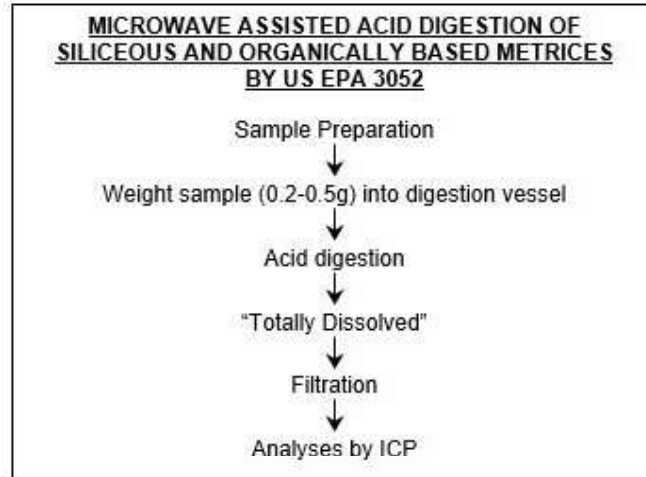 MICROWAVE ASSISTED ACID DIGESTION OF
SILICEOUS AND ORGANICALLY BASED METRICES
BY US EPA 3052
Sample Preparation
Weight sample (0.2-0.5g) into digestion vessel
Acid digestion
“Totally Dissolved”
Filtration
Analyses by ICP